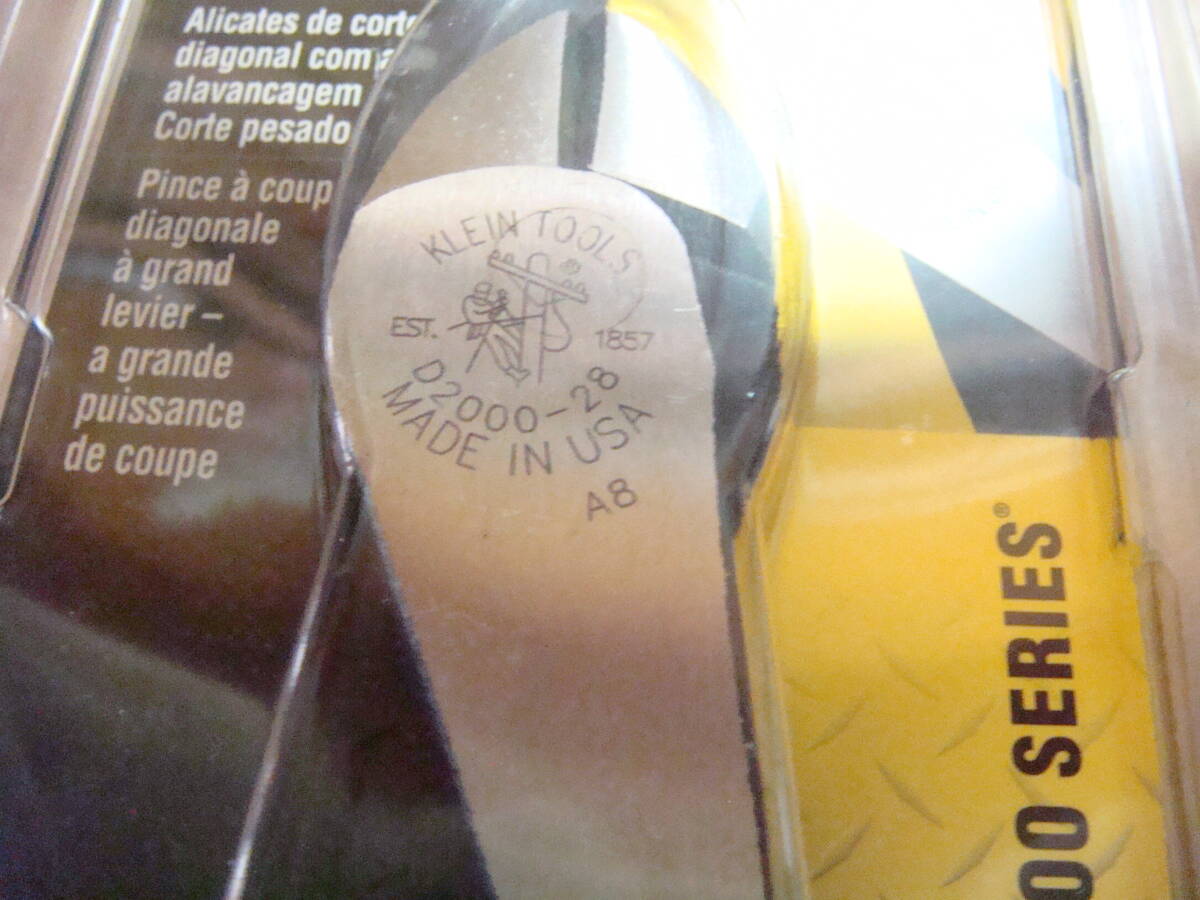 Alicates de corte
diagonal com a
alavancagem
Corte pesado
Pince à coup
diagonale
à grand
levier –
a grande
puissance
de coupe
KLEIN TOOLS
®
EST. 1857
D2000-28
MADE IN USA
A8
00 SERIES®